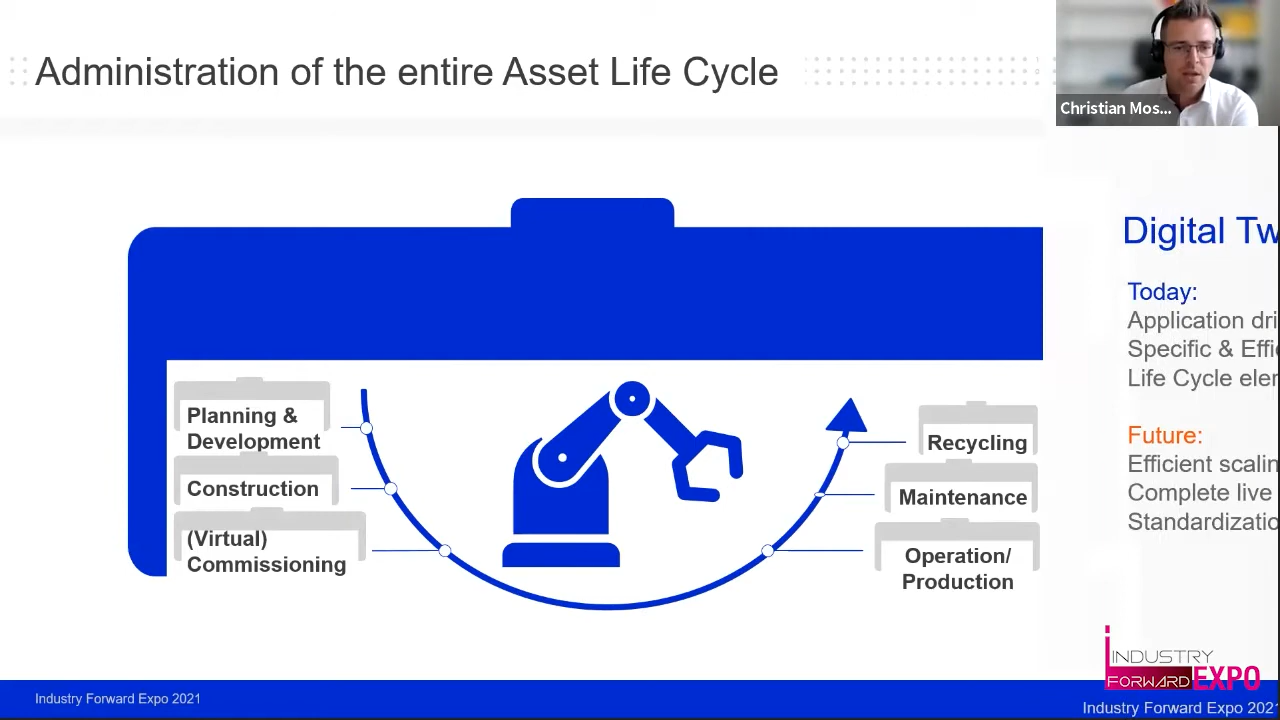 Administration of the entire Asset Life Cycle
Christian Mos...
Digital Tw
Today:
Application dri
Specific & Effi
Life Cycle eler
Future:
Efficient scalin
Complete live
Standardizatio
Planning &
Development
Construction
(Virtual)
Commissioning
Recycling
Maintenance
Operation/
Production
INDUSTRY
FORWARD EXPO
Industry Forward Expo 2021
Industry Forward Expo 2021